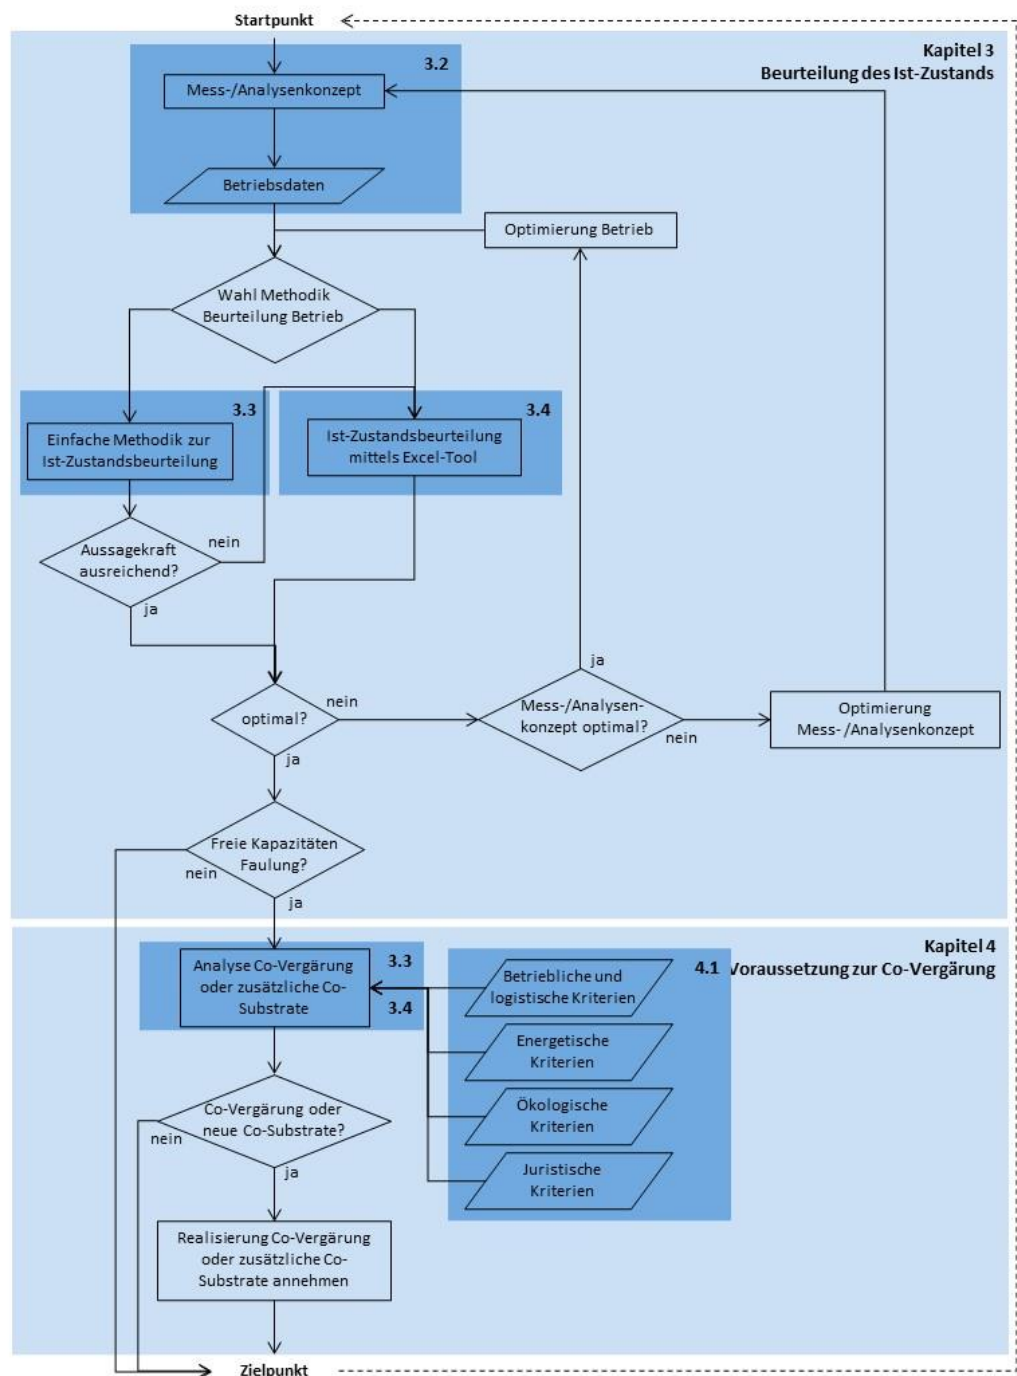 Startpunkt
Kapitel 3
Beurteilung des Ist-Zustands
3.2
Mess-/Analysenkonzept
Betriebsdaten
Optimierung Betrieb
Wahl Methodik
Beurteilung Betrieb
3.3
Einfache Methodik zur
Ist-Zustandsbeurteilung
3.4
Ist-Zustandsbeurteilung
mittels Excel-Tool
Aussagekraft
ausreichend?
nein
ja
optimal?
nein
ja
Mess-/Analysen-
konzept optimal?
ja
nein
Optimierung
Mess-/Analysenkonzept
Freie Kapazitäten
Faulung?
nein
ja
Kapitel 4
Voraussetzung zur Co-Vergärung
3.3
3.4
Analyse Co-Vergärung
oder zusätzliche Co-
Substrate
4.1
Betriebliche und
logistische Kriterien
Energetische
Kriterien
Ökologische
Kriterien
Juristische
Kriterien
Co-Vergärung oder
neue Co-Substrate?
nein
ja
Realisierung Co-Vergärung
oder zusätzliche Co-
Substrate annehmen
Zielpunkt